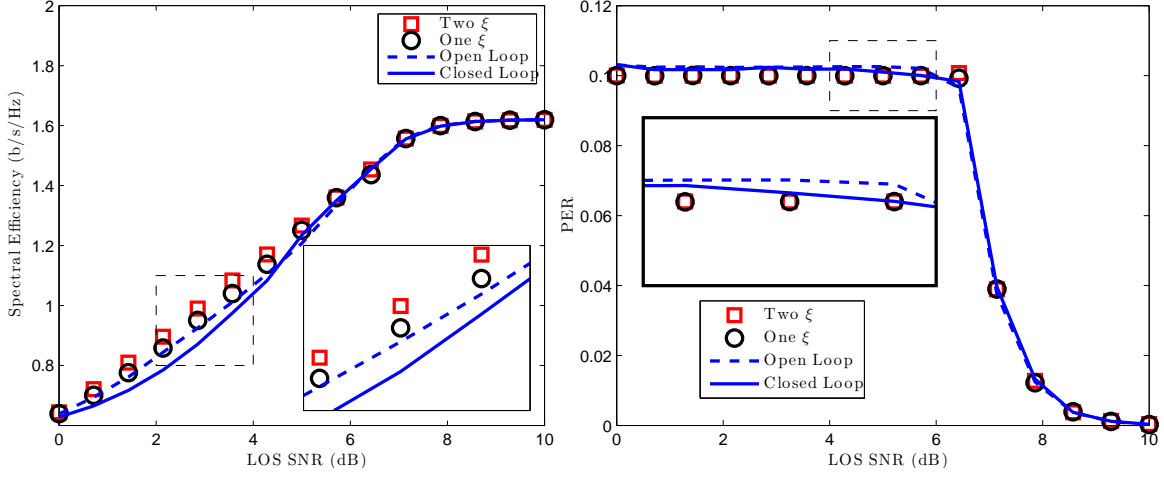 2
1.8
1.6
1.4
1.2
1
0.8
0 2 4 6 8 10
Spectral Efficiency (b/s/Hz)
LOS SNR (dB)
Two ξ
One ξ
Open Loop
Closed Loop
0.12
0.1
0.08
0.06
0.04
0.02
0
0 2 4 6 8 10
PER
LOS SNR (dB)
Two ξ
One ξ
Open Loop
Closed Loop